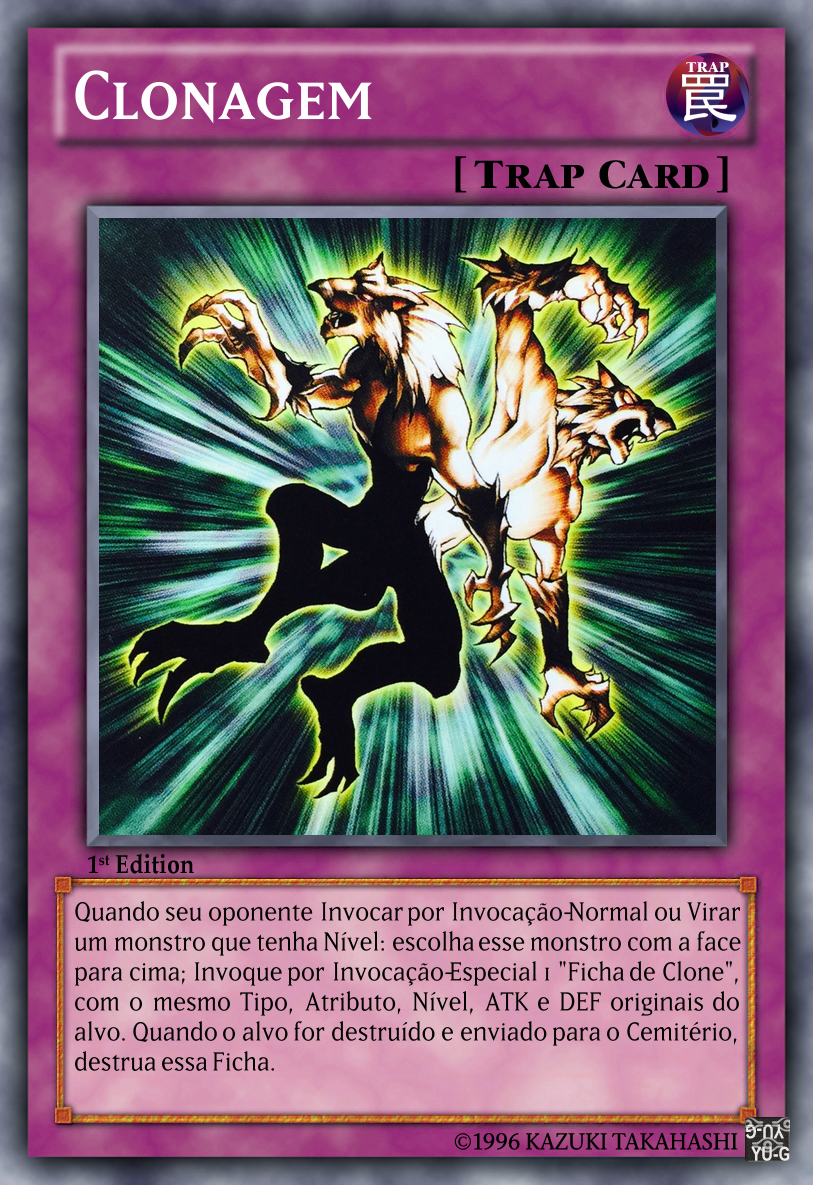 Clonagem
TRAP
罠
[Trap Card]
1st Edition
Quando seu oponente Invocar por Invocação-Normal ou Virar
um monstro que tenha Nível: escolha esse monstro com a face
para cima; Invoque por Invocação-Especial 1 "Ficha de Clone",
com o mesmo Tipo, Atributo, Nível, ATK e DEF originais do
alvo. Quando o alvo for destruído e enviado para o Cemitério,
destrua essa Ficha.
©1996 KAZUKI TAKAHASHI
YU-G
YU-G